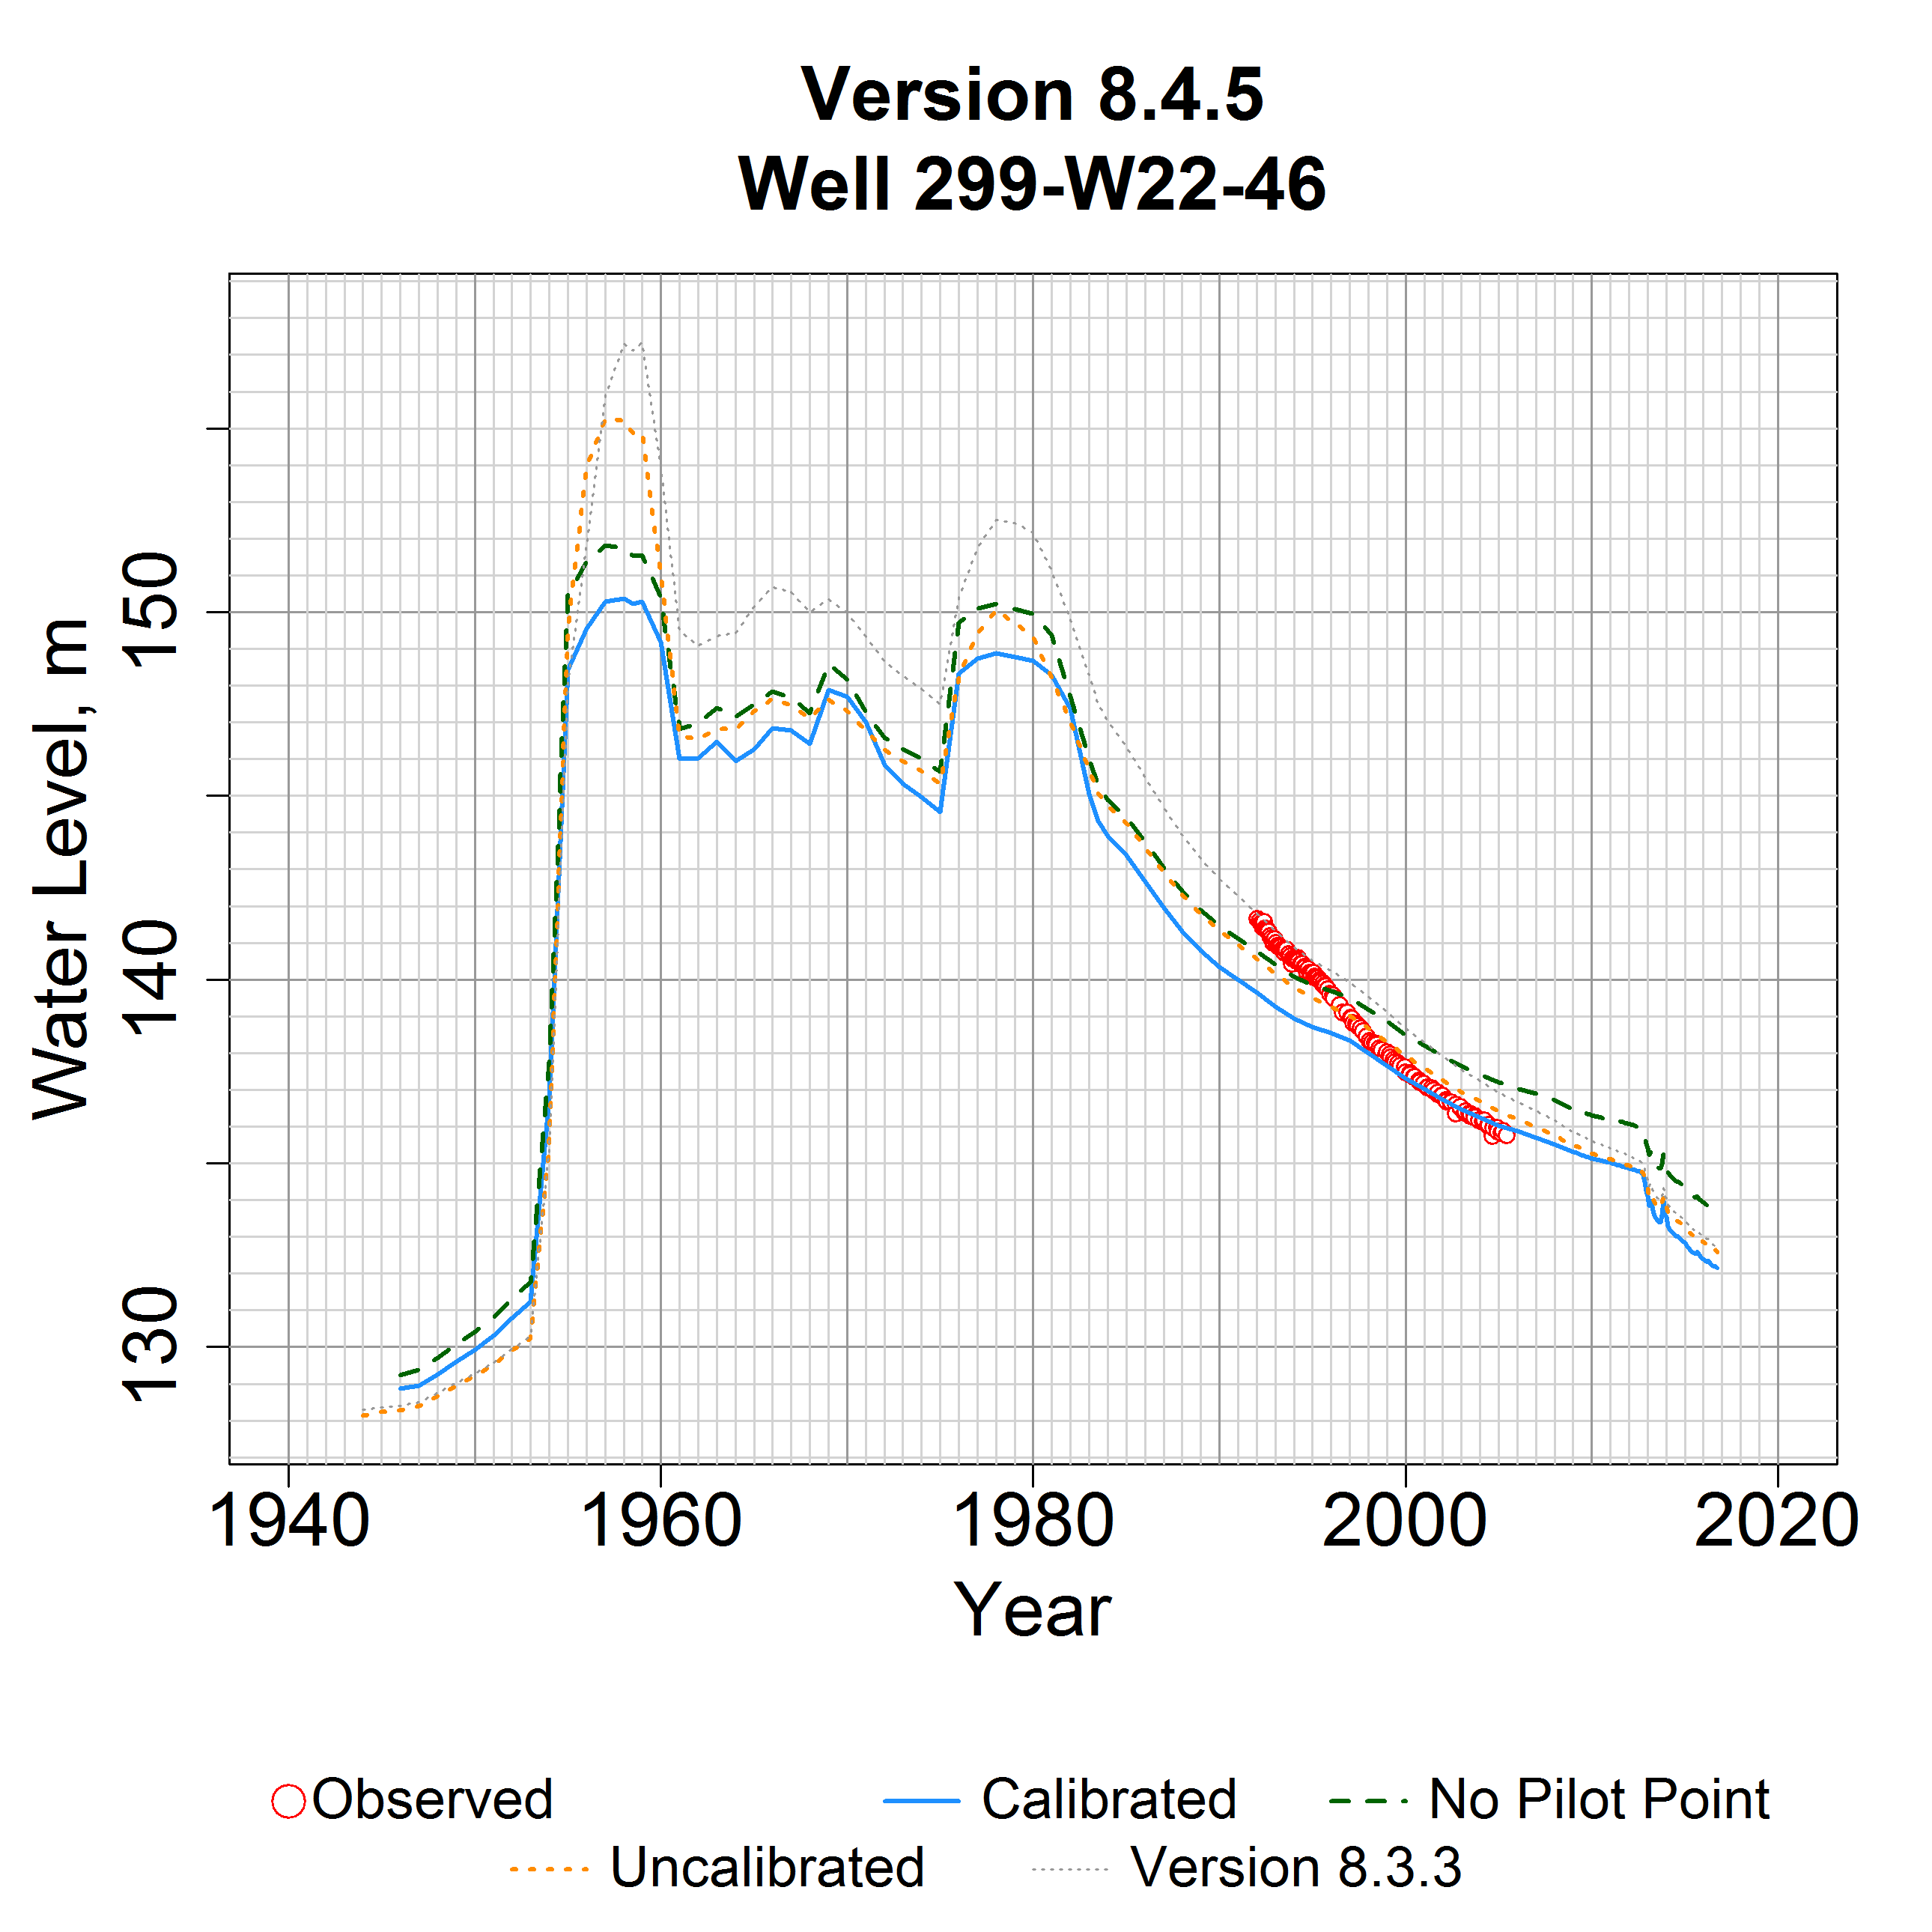 Version 8.4.5
Well 299-W22-46
Water Level, m
150
140
130
1940 1960 1980 2000 2020
Year
Observed Calibrated No Pilot Point
Uncalibrated Version 8.3.3